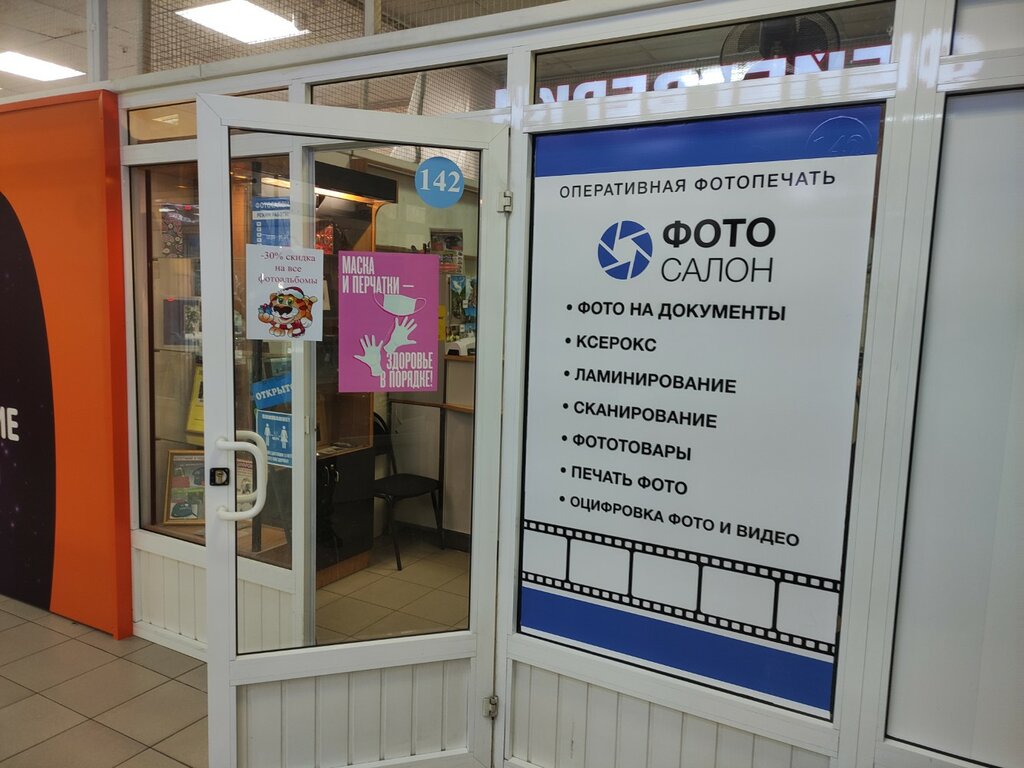 ИЕ
142
-30% скидка
на все
фотоальбомы
МАСКА
И ПЕРЧАТКИ —
ЗДОРОВЬЕ
В ПОРЯДКЕ!
ОТКРЫТО
ОПЕРАТИВНАЯ ФОТОПЕЧАТЬ
ФОТО
САЛОН
• ФОТО НА ДОКУМЕНТЫ
• КСЕРОКС
• ЛАМИНИРОВАНИЕ
• СКАНИРОВАНИЕ
• ФОТОТОВАРЫ
• ПЕЧАТЬ ФОТО
• ОЦИФРОВКА ФОТО И ВИДЕО